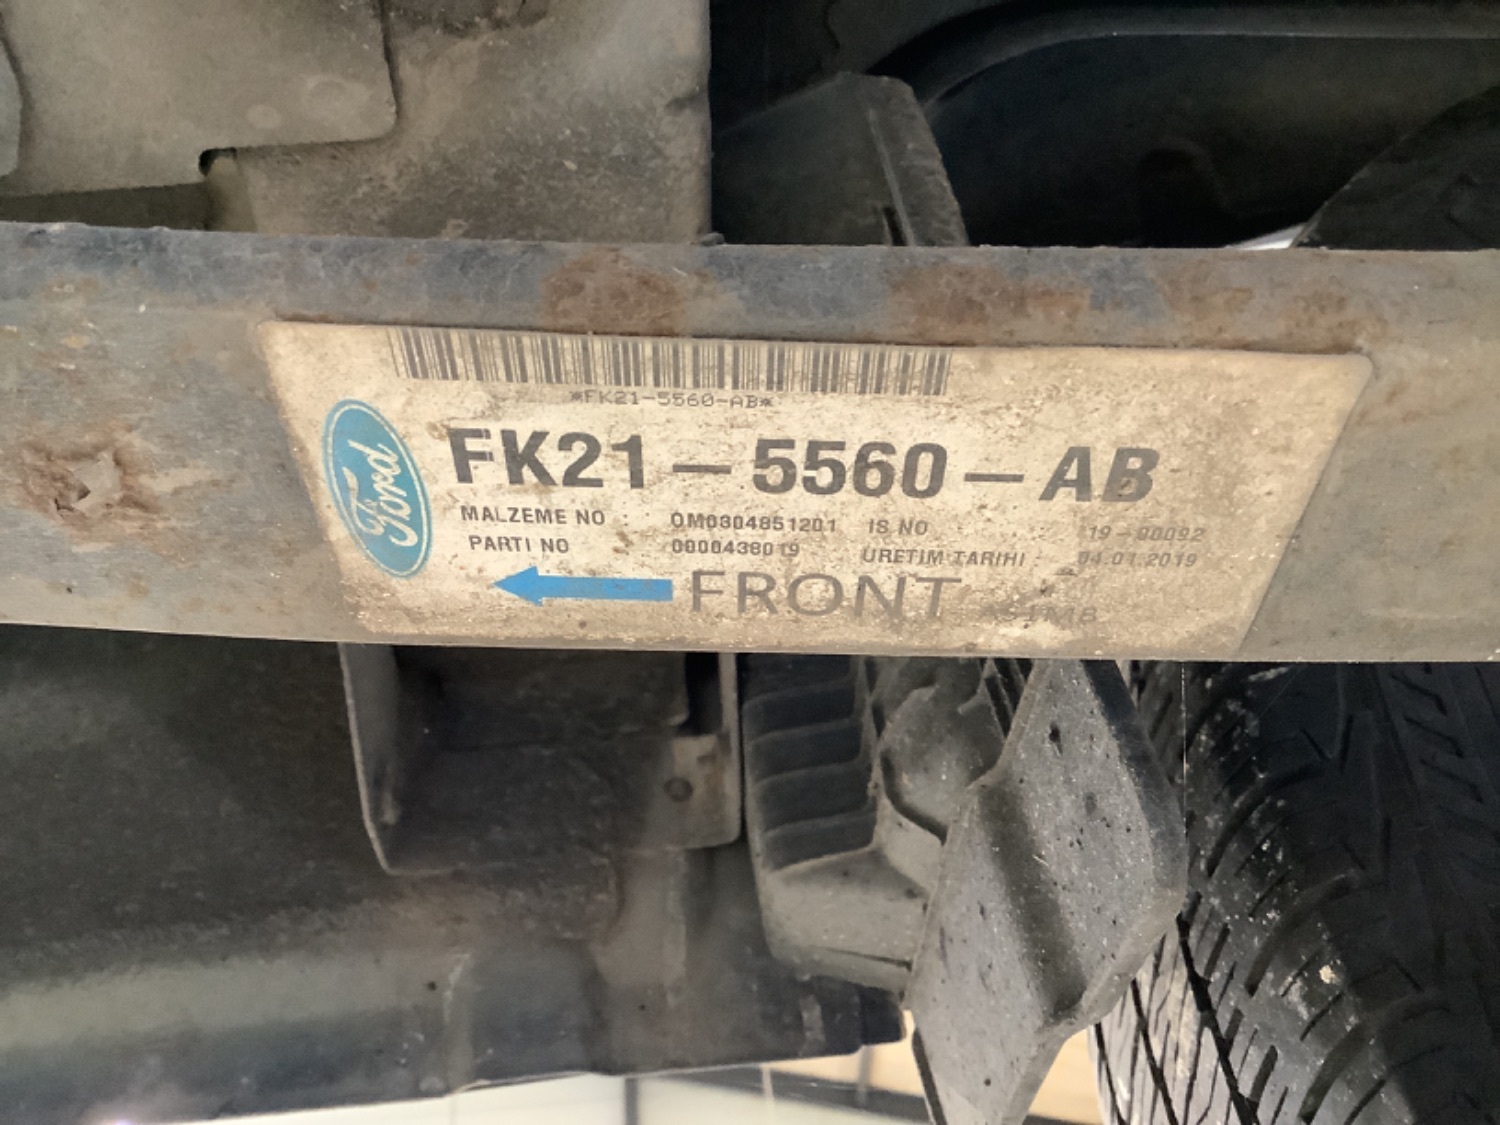 *FK21-5560-AB*
Ford
FK21-5560-AB
MALZEME NO : OM0304851201 IS NO : 19-00092
PARTI NO 0000438019 URETIM TARIHI : 04.01.2019
FRONT